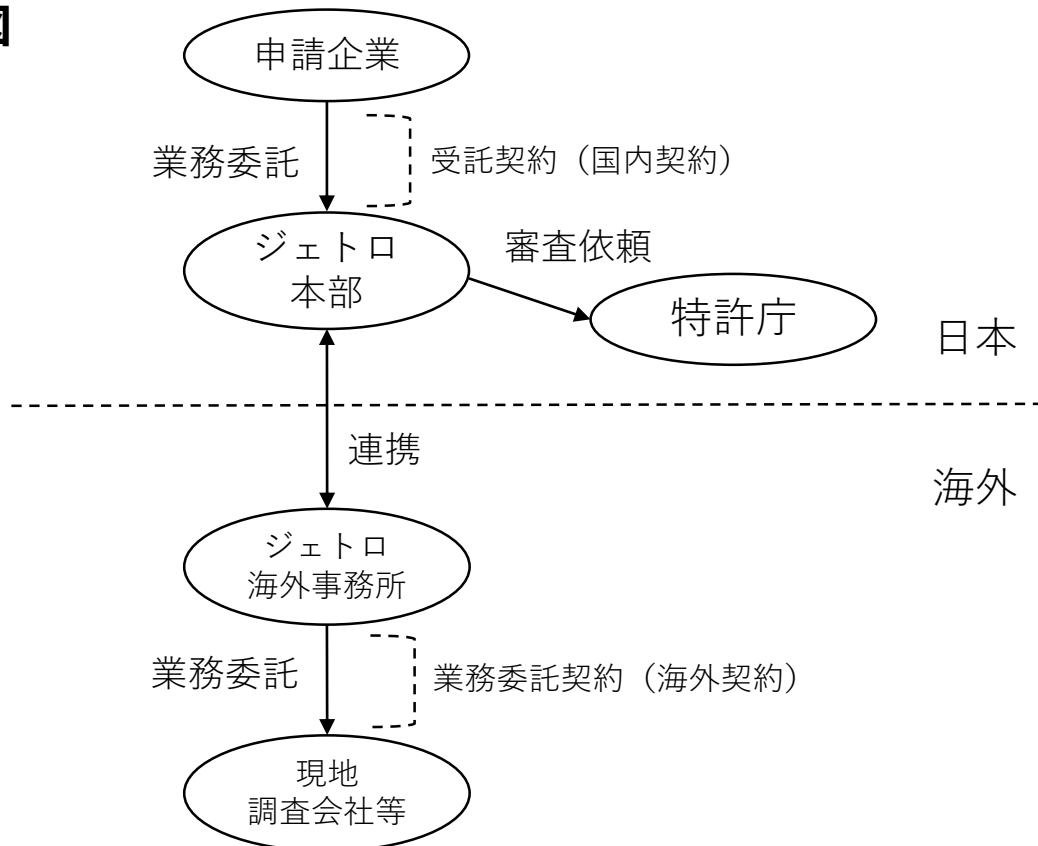 図
申請企業
業務委託
受託契約（国内契約）
ジェトロ
本部
審査依頼
特許庁
日本
連携
海外
ジェトロ
海外事務所
業務委託
業務委託契約（海外契約）
現地
調査会社等